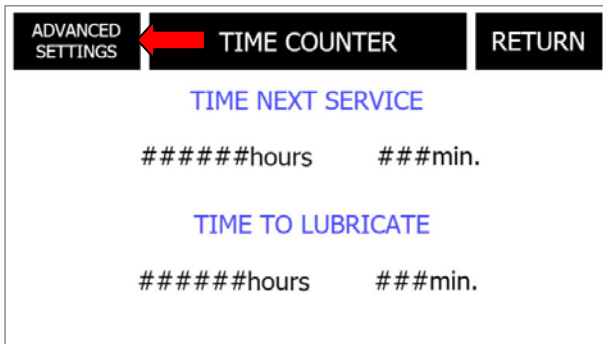 ADVANCED
SETTINGS
TIME COUNTER
RETURN
TIME NEXT SERVICE
######hours ###min.
TIME TO LUBRICATE
######hours ###min.